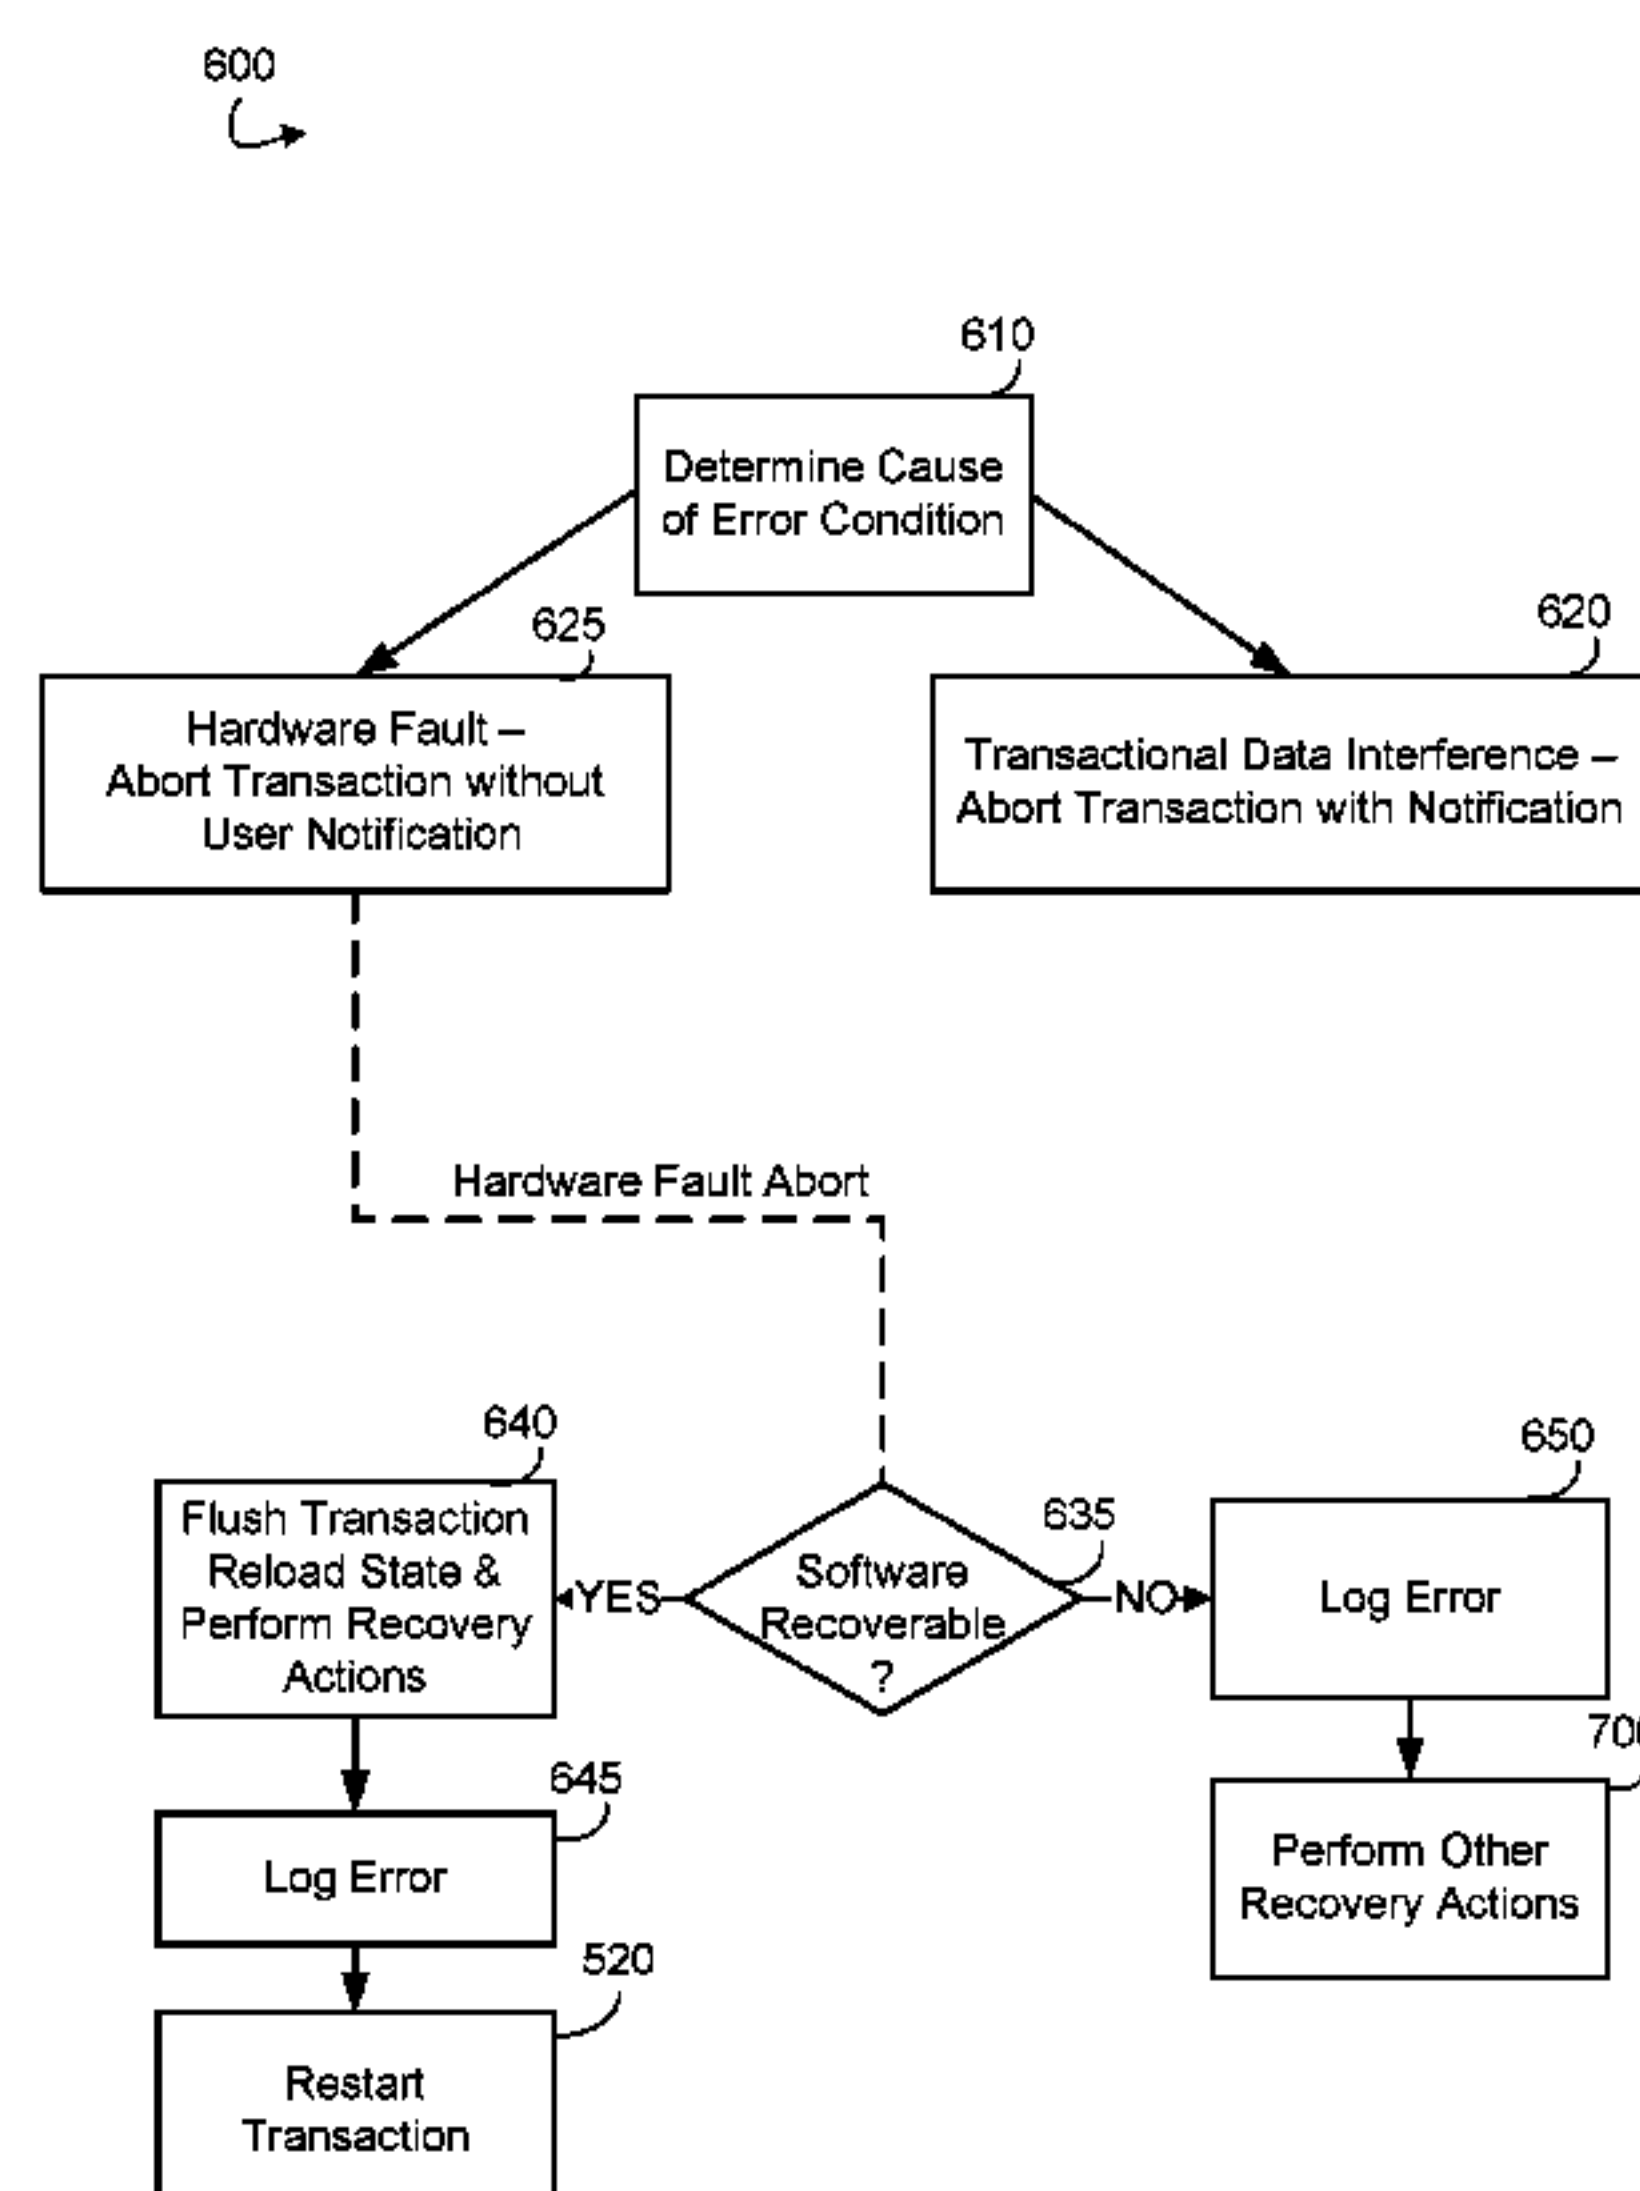 600
610
Determine Cause
of Error Condition
625
620
Hardware Fault –
Abort Transaction without
User Notification
Transactional Data Interference –
Abort Transaction with Notification
Hardware Fault Abort
640
Flush Transaction
Reload State &
Perform Recovery
Actions
YES
635
Software
Recoverable
?
NO
650
Log Error
645
Log Error
Perform Other
Recovery Actions
520
Restart
Transaction